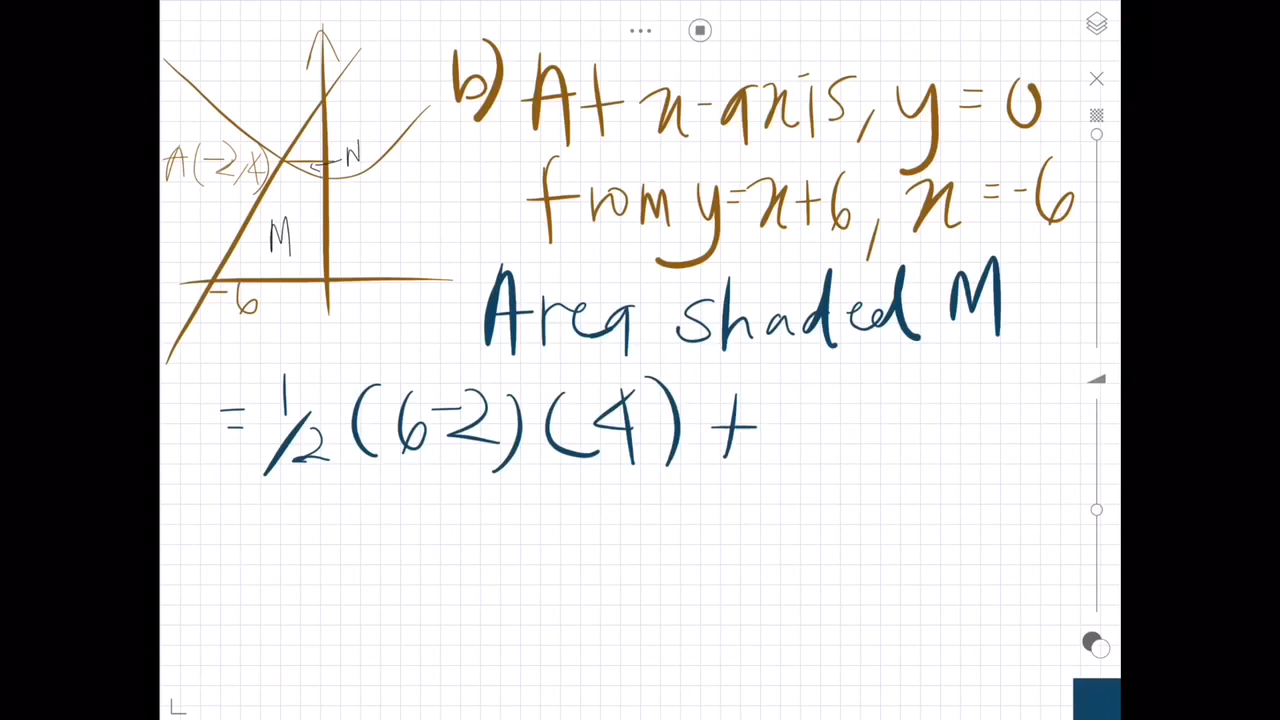 b) At x-axis, y = 0
from y=x+6, x = -6
A(-2,4)
N
M
-6
Area shaded M
= 1/2 (6-2)(4) +